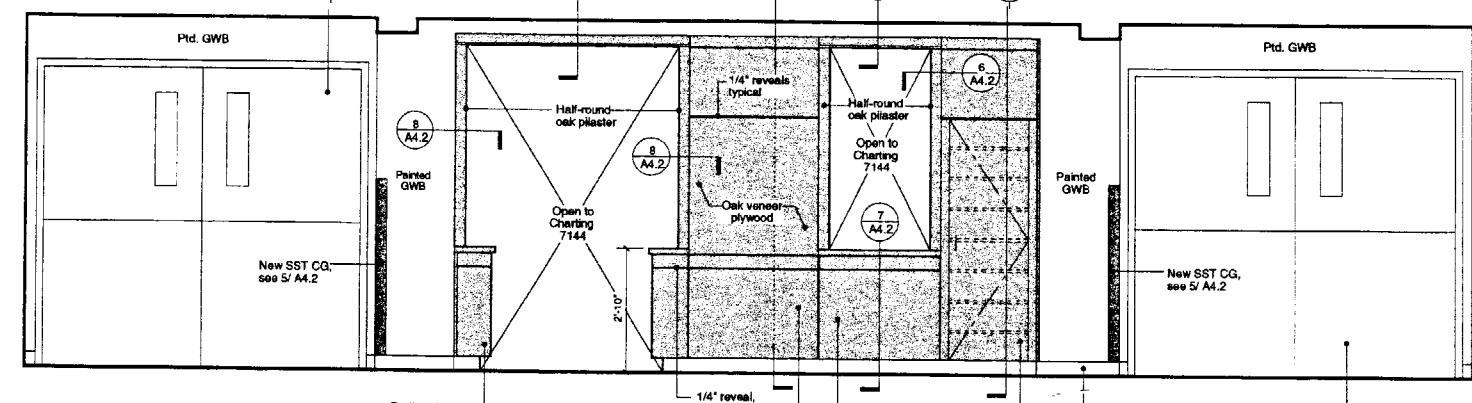 Ptd. GWB
Ptd. GWB
1/4" reveals
typical
6
A4.2
Half-round
oak pilaster
Half-round
oak pilaster
8
A4.2
8
A4.2
Open to
Charting
7144
Painted
GWB
Painted
GWB
Oak veneer
plywood
Open to
Charting
7144
7
A4.2
New SST CG,
see 5/ A4.2
New SST CG,
see 5/ A4.2
2'-10"
1/4" reveal,